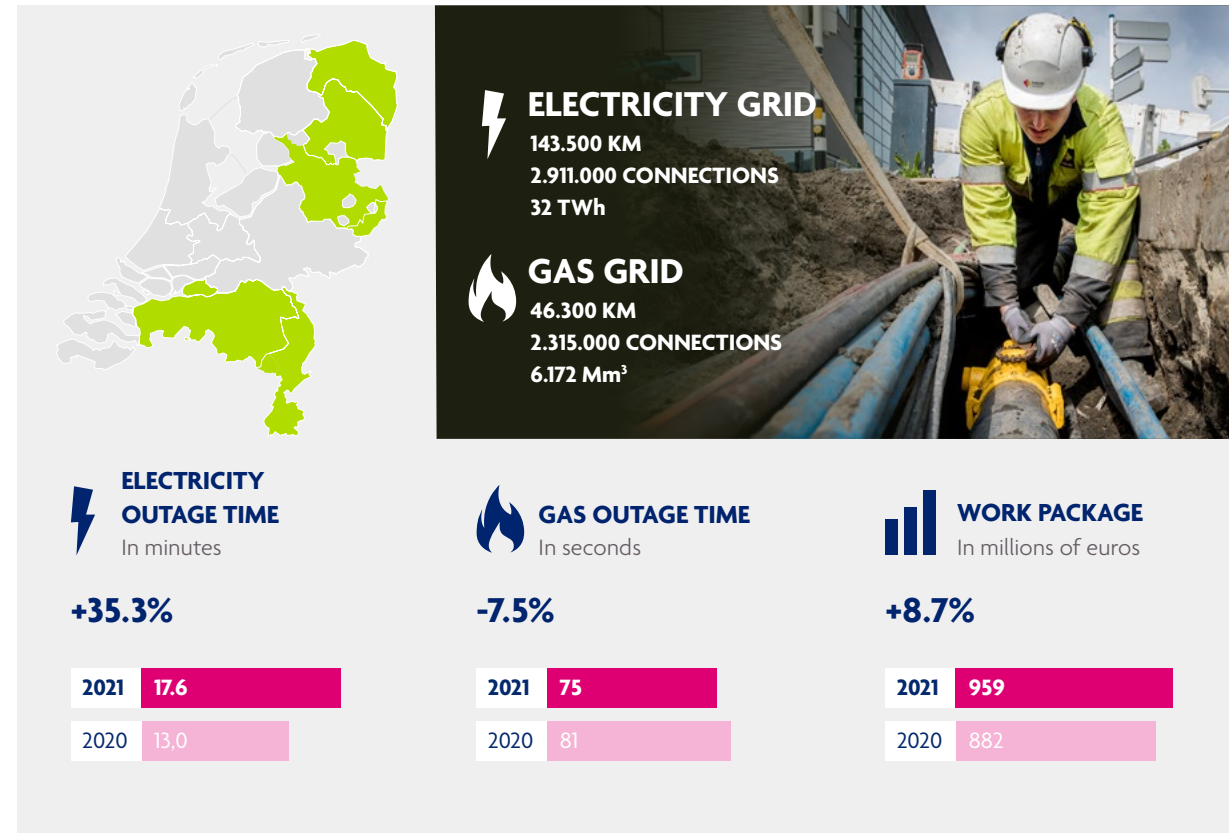 ELECTRICITY GRID
143.500 KM
2.911.000 CONNECTIONS
32 TWh
GAS GRID
46.300 KM
2.315.000 CONNECTIONS
6.172 Mm³
ELECTRICITY
OUTAGE TIME
In minutes
+35.3%
2021 17.6
2020 13,0
GAS OUTAGE TIME
In seconds
-7.5%
2021 75
2020 81
WORK PACKAGE
In millions of euros
+8.7%
2021 959
2020 882